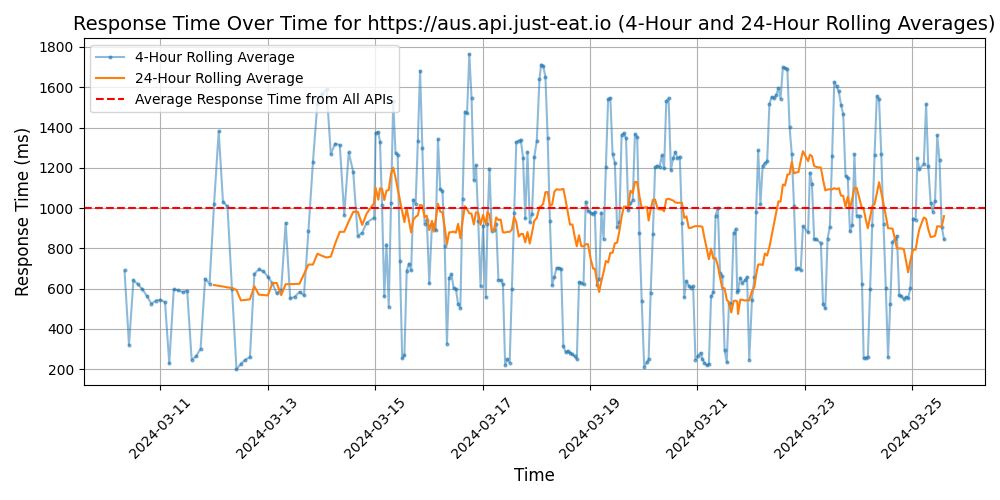 Response Time Over Time for https://aus.api.just-eat.io (4-Hour and 24-Hour Rolling Averages)
4-Hour Rolling Average
24-Hour Rolling Average
Average Response Time from All APIs
Response Time (ms)
1800
1600
1400
1200
1000
800
600
400
200
2024-03-11
2024-03-13
2024-03-15
2024-03-17
2024-03-19
2024-03-21
2024-03-23
2024-03-25
Time